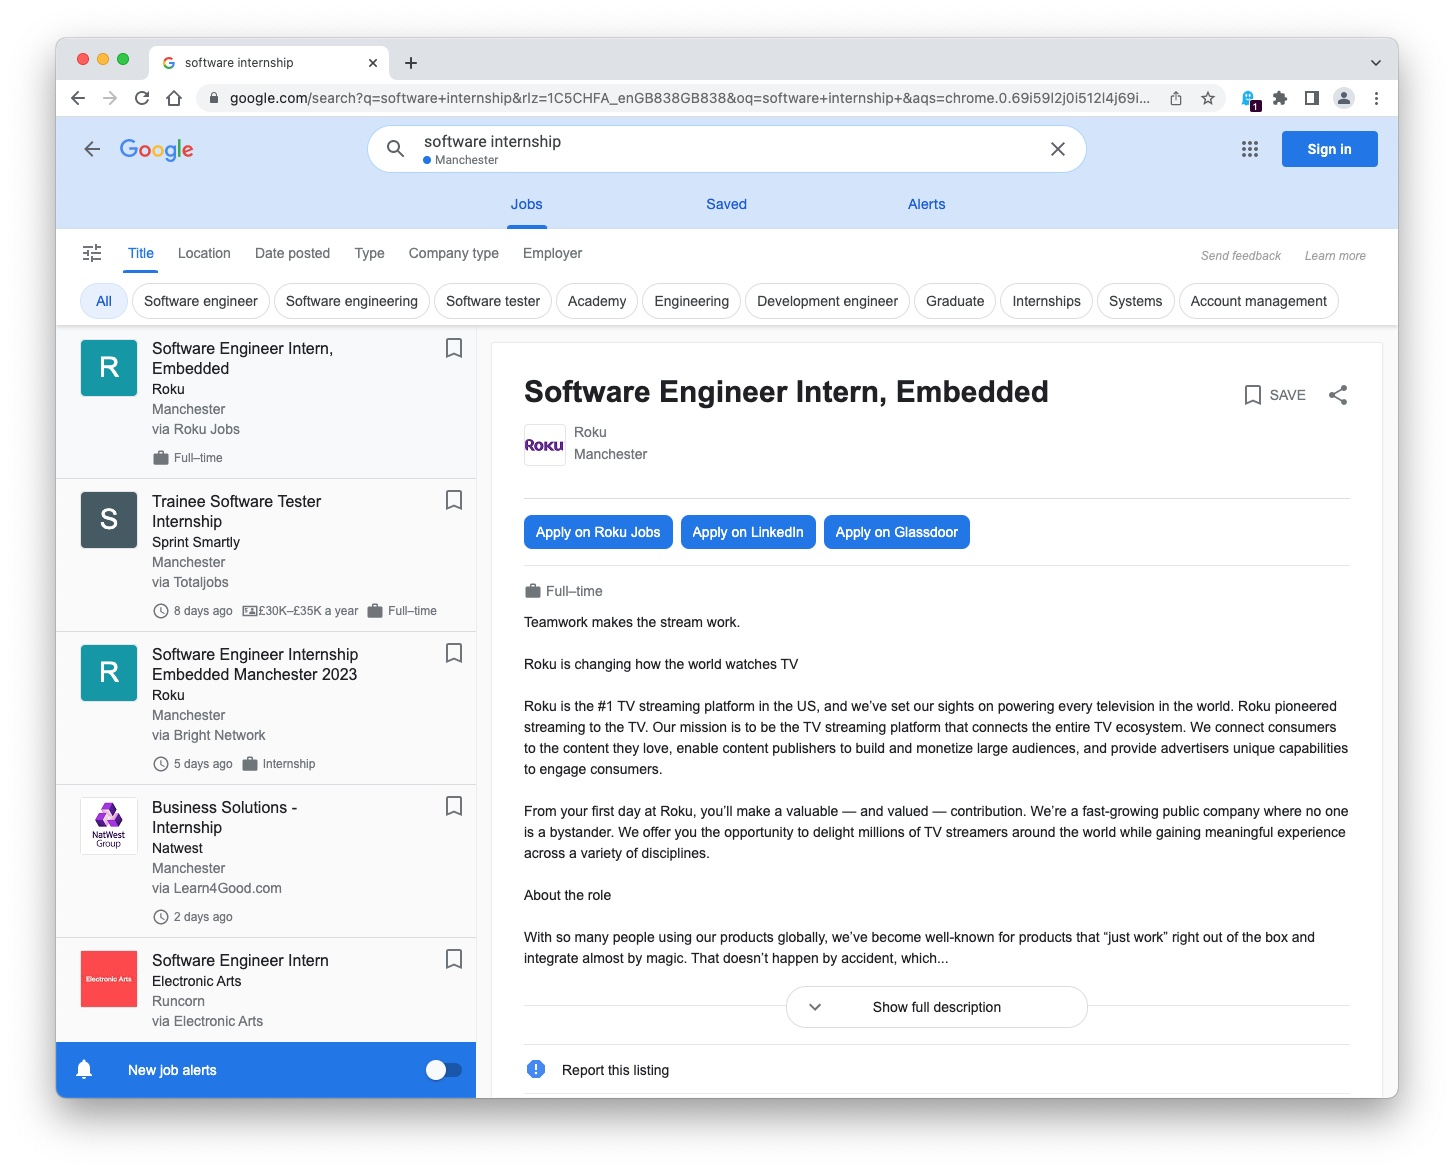 software internship
google.com/search?q=software+internship&rlz=1C5CHFA_enGB838GB838&oq=software+internship+&aqs=chrome.0.69i59l2j0i512l4j69i...
1
Google
software internship
Manchester
Sign in
Jobs
Saved
Alerts
Title
Location
Date posted
Type
Company type
Employer
Send feedback
Learn more
All
Software engineer
Software engineering
Software tester
Academy
Engineering
Development engineer
Graduate
Internships
Systems
Account management
R
Software Engineer Intern,
Embedded
Roku
Manchester
via Roku Jobs
Full–time
S
Trainee Software Tester
Internship
Sprint Smartly
Manchester
via Totaljobs
8 days ago
£30K–£35K a year
Full–time
R
Software Engineer Internship
Embedded Manchester 2023
Roku
Manchester
via Bright Network
5 days ago
Internship
NatWest
Group
Business Solutions -
Internship
Natwest
Manchester
via Learn4Good.com
2 days ago
Electronic Arts
Software Engineer Intern
Electronic Arts
Runcorn
via Electronic Arts
New job alerts
Software Engineer Intern, Embedded
SAVE
ROKU
Roku
Manchester
Apply on Roku Jobs
Apply on LinkedIn
Apply on Glassdoor
Full–time
Teamwork makes the stream work.
Roku is changing how the world watches TV
Roku is the #1 TV streaming platform in the US, and we’ve set our sights on powering every television in the world. Roku pioneered
streaming to the TV. Our mission is to be the TV streaming platform that connects the entire TV ecosystem. We connect consumers
to the content they love, enable content publishers to build and monetize large audiences, and provide advertisers unique capabilities
to engage consumers.
From your first day at Roku, you’ll make a valuable — and valued — contribution. We’re a fast-growing public company where no one
is a bystander. We offer you the opportunity to delight millions of TV streamers around the world while gaining meaningful experience
across a variety of disciplines.
About the role
With so many people using our products globally, we’ve become well-known for products that “just work” right out of the box and
integrate almost by magic. That doesn’t happen by accident, which...
Show full description
Report this listing